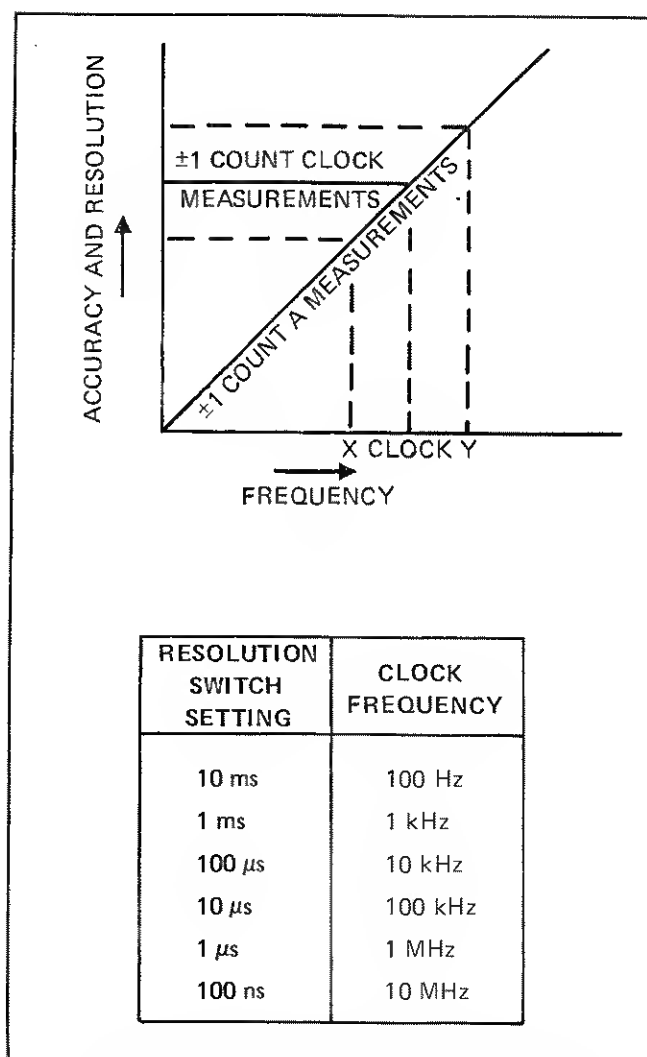 ACCURACY AND RESOLUTION
±1 COUNT CLOCK
MEASUREMENTS
±1 COUNT A MEASUREMENTS
X CLOCK Y
FREQUENCY
RESOLUTION SWITCH SETTING
CLOCK FREQUENCY
10 ms 100 Hz
1 ms 1 kHz
100 μs 10 kHz
10 μs 100 kHz
1 μs 1 MHz
100 ns 10 MHz